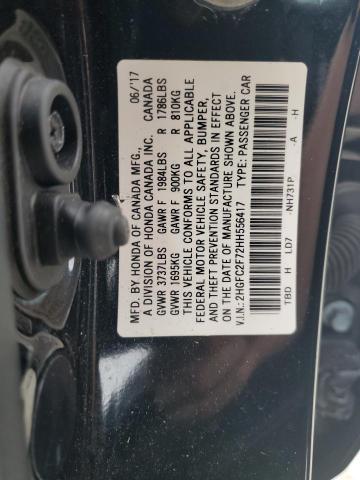 MFD. BY HONDA OF CANADA MFG., 06/17
A DIVISION OF HONDA CANADA INC. CANADA
GVWR 3737LBS GAWR F 1984LBS R 1786LBS
GVWR 1695KG GAWR F 900KG R 810KG
THIS VEHICLE CONFORMS TO ALL APPLICABLE
FEDERAL MOTOR VEHICLE SAFETY, BUMPER,
AND THEFT PREVENTION STANDARDS IN EFFECT
ON THE DATE OF MANUFACTURE SHOWN ABOVE.
V.I.N.: 2HGFC2F72HH556417 TYPE: PASSENGER CAR
TBD H LD7 -NH731P -A -H